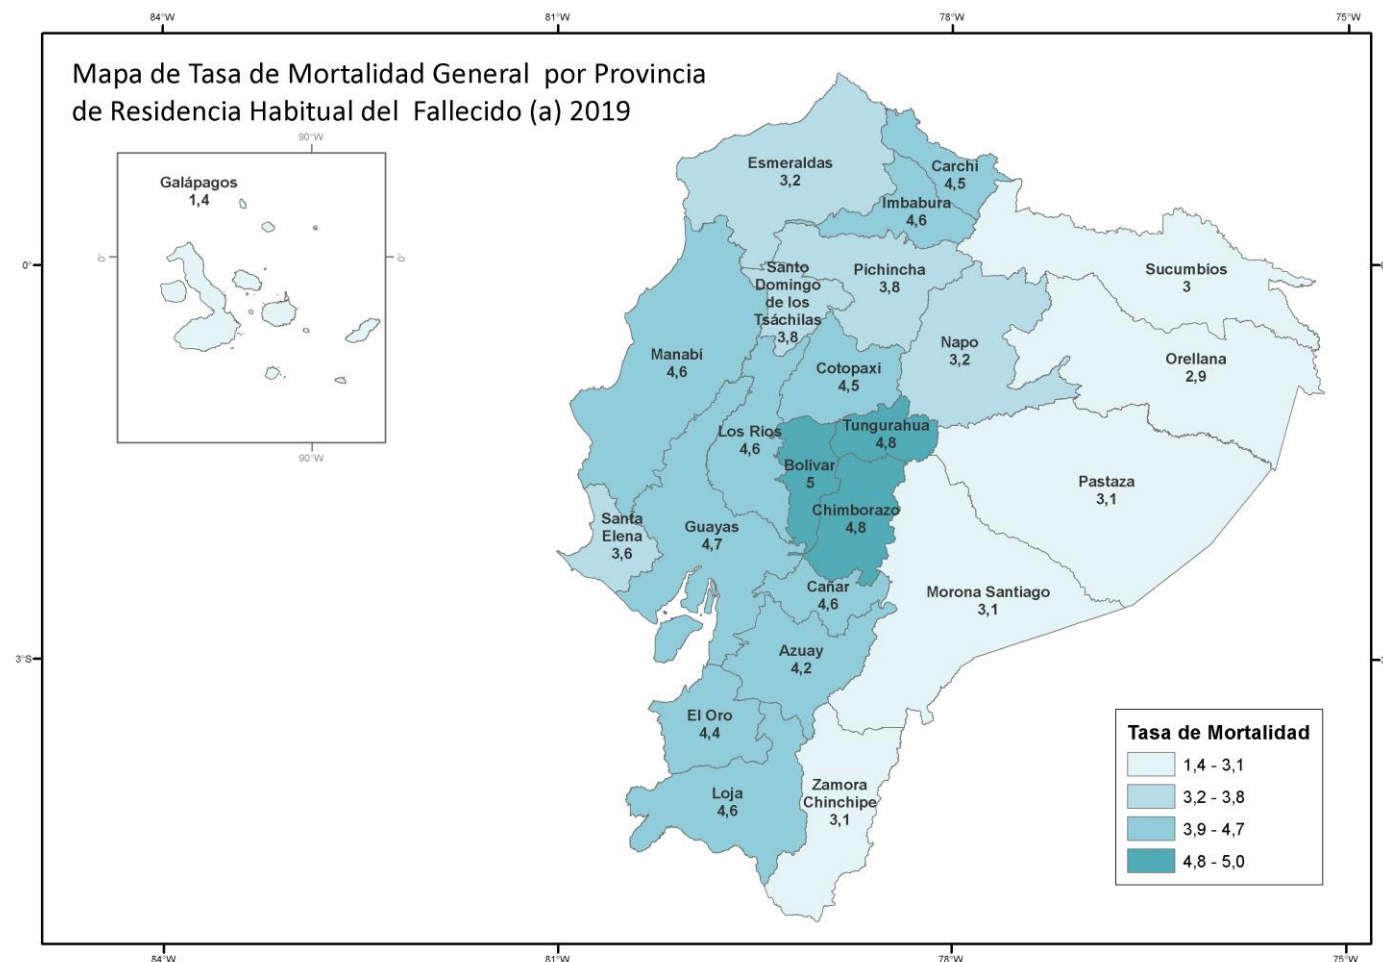 84°W
81°W
78°W
75°W
Mapa de Tasa de Mortalidad General por Provincia
de Residencia Habitual del Fallecido (a) 2019
90°W
Galápagos
1,4
0°
0°
90°W
0°
Esmeraldas
3,2
Carchi
4,5
Imbabura
4,6
Sucumbíos
3
Santo
Domingo
de los
Tsáchilas
3,8
Pichincha
3,8
Napo
3,2
Orellana
2,9
Manabí
4,6
Cotopaxi
4,5
Los Ríos
4,6
Tungurahua
4,8
Bolivar
5
Pastaza
3,1
Chimborazo
4,8
Santa
Elena
3,6
Guayas
4,7
Cañar
4,6
Morona Santiago
3,1
3°S
Azuay
4,2
El Oro
4,4
Loja
4,6
Zamora
Chinchipe
3,1
Tasa de Mortalidad
1,4 - 3,1
3,2 - 3,8
3,9 - 4,7
4,8 - 5,0
84°W
81°W
78°W
75°W